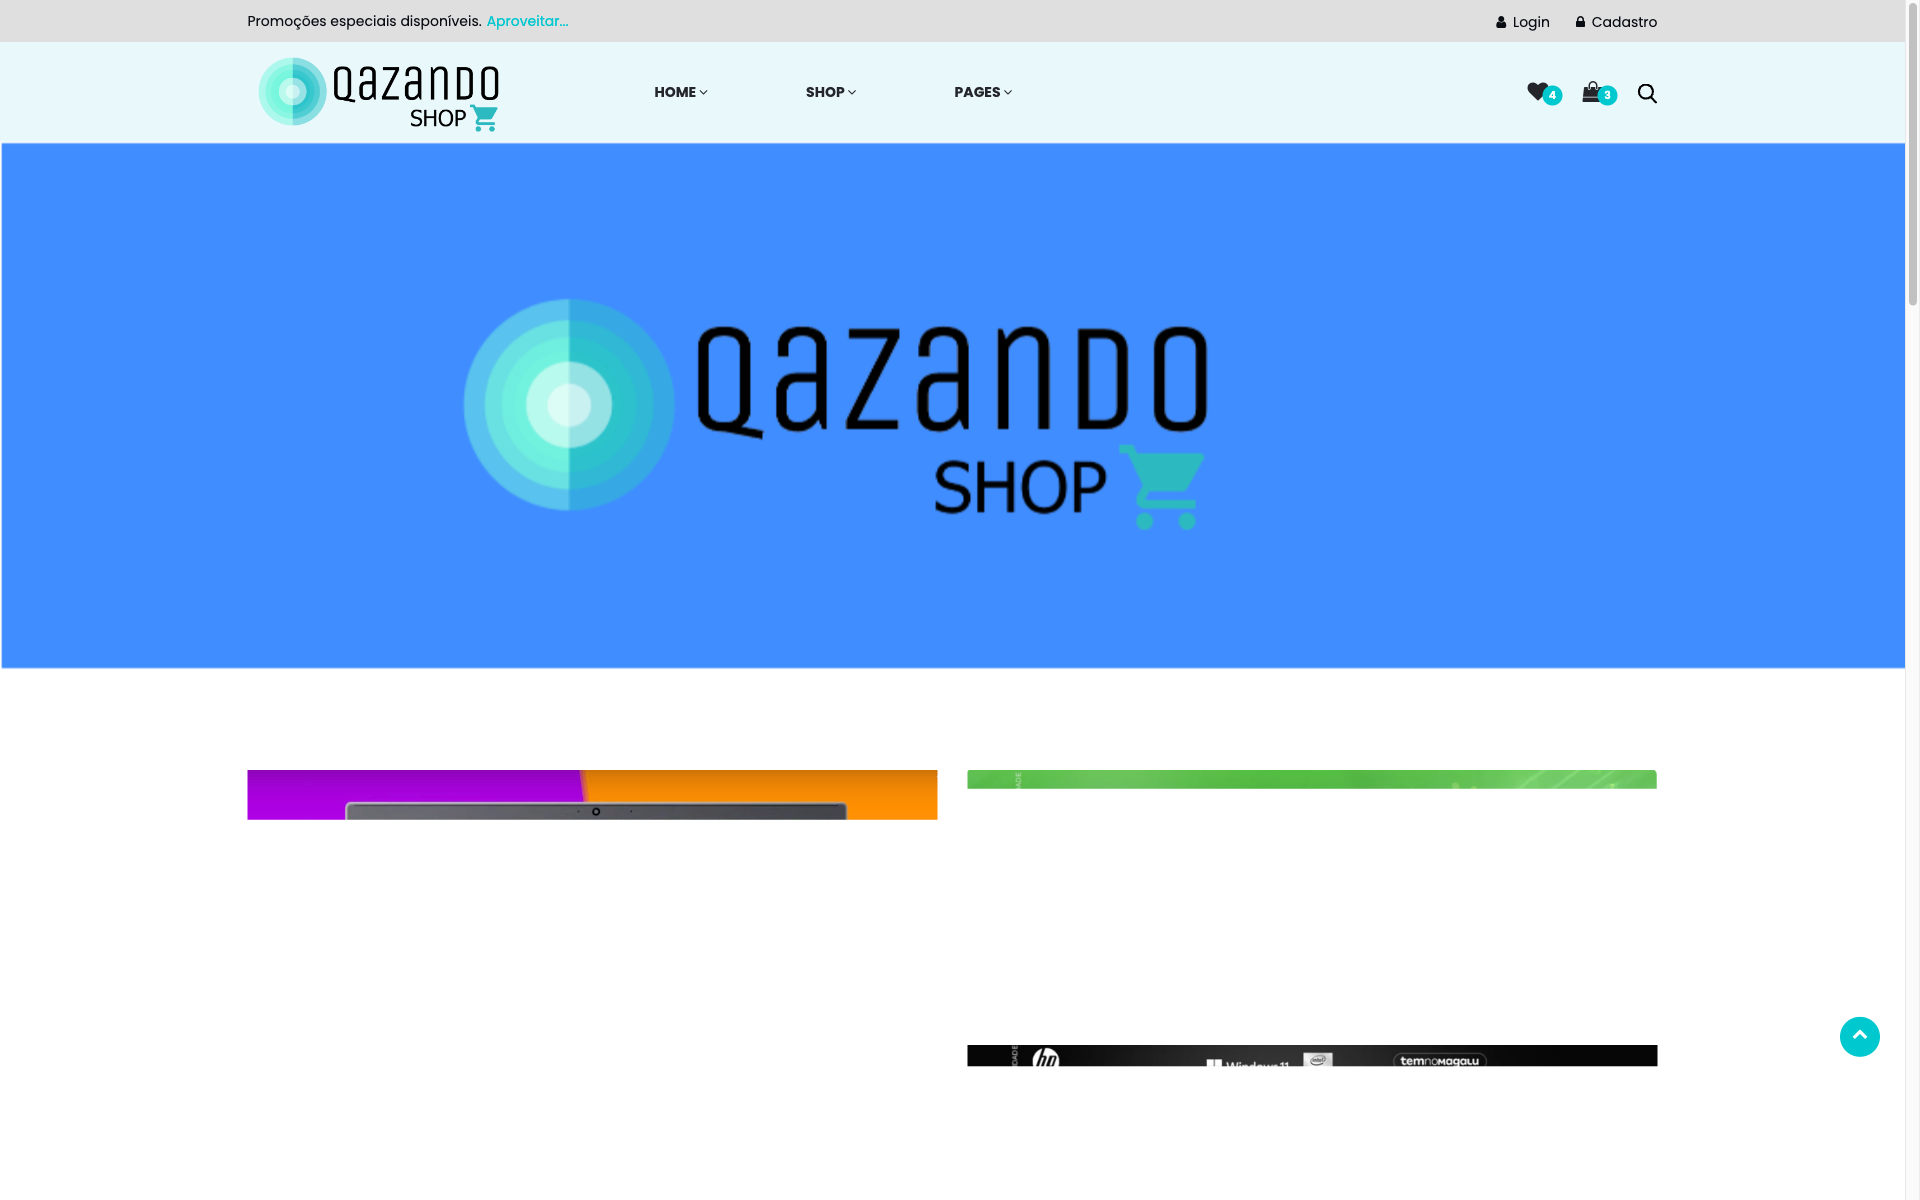 Promoções especiais disponíveis. Aproveitar...
Login
Cadastro
QAZANDO
SHOP
HOME
SHOP
PAGES
4
3
QAZANDO
SHOP
hp
intel
temnomagalu
Windows 11